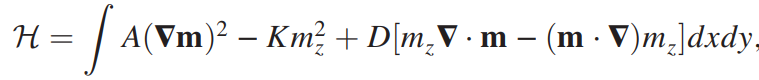 ℋ = ∫ A(∇m)² − Km_z² + D[m_z∇ · m − (m · ∇)m_z]dxdy,